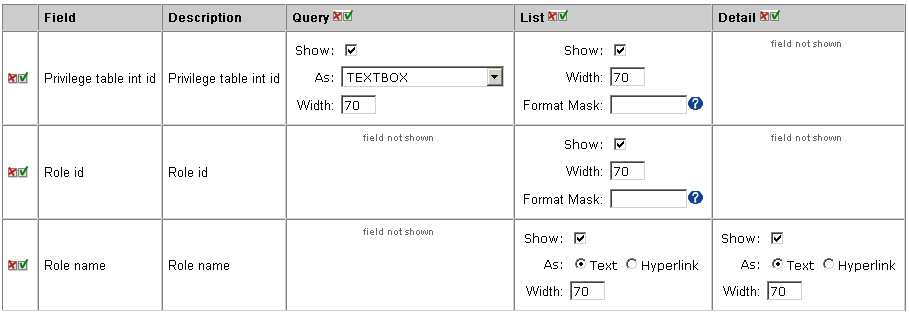 Field Description Query List Detail
Privilege table int id Privilege table int id
Show:
As: TEXTBOX
Width: 70
Show:
Width: 70
Format Mask: ?
field not shown
Role id Role id
field not shown
Show:
Width: 70
Format Mask: ?
field not shown
Role name Role name
field not shown
Show:
As: Text Hyperlink
Width: 70
Show:
As: Text Hyperlink
Width: 70